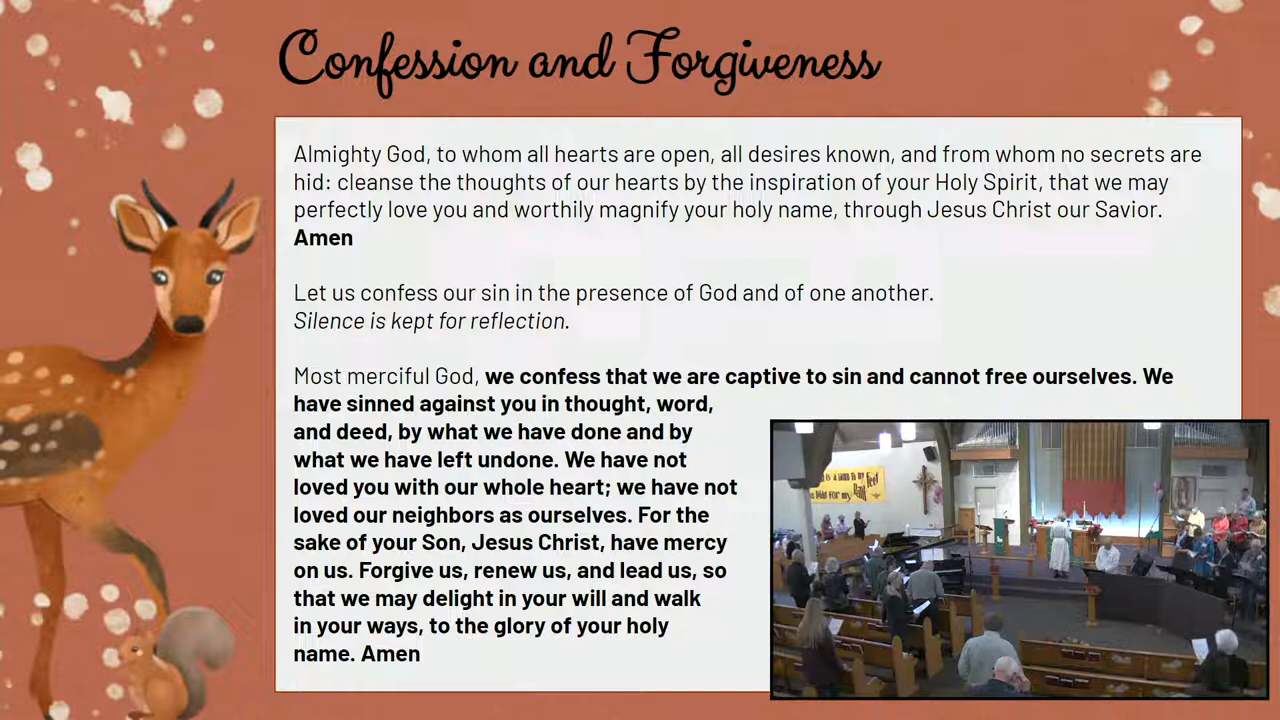 Confession and Forgiveness
Almighty God, to whom all hearts are open, all desires known, and from whom no secrets are
hid: cleanse the thoughts of our hearts by the inspiration of your Holy Spirit, that we may
perfectly love you and worthily magnify your holy name, through Jesus Christ our Savior.
Amen
Let us confess our sin in the presence of God and of one another.
Silence is kept for reflection.
Most merciful God, we confess that we are captive to sin and cannot free ourselves. We
have sinned against you in thought, word,
and deed, by what we have done and by
what we have left undone. We have not
loved you with our whole heart; we have not
loved our neighbors as ourselves. For the
sake of your Son, Jesus Christ, have mercy
on us. Forgive us, renew us, and lead us, so
that we may delight in your will and walk
in your ways, to the glory of your holy
name. Amen
is a lamp to my feet
for my